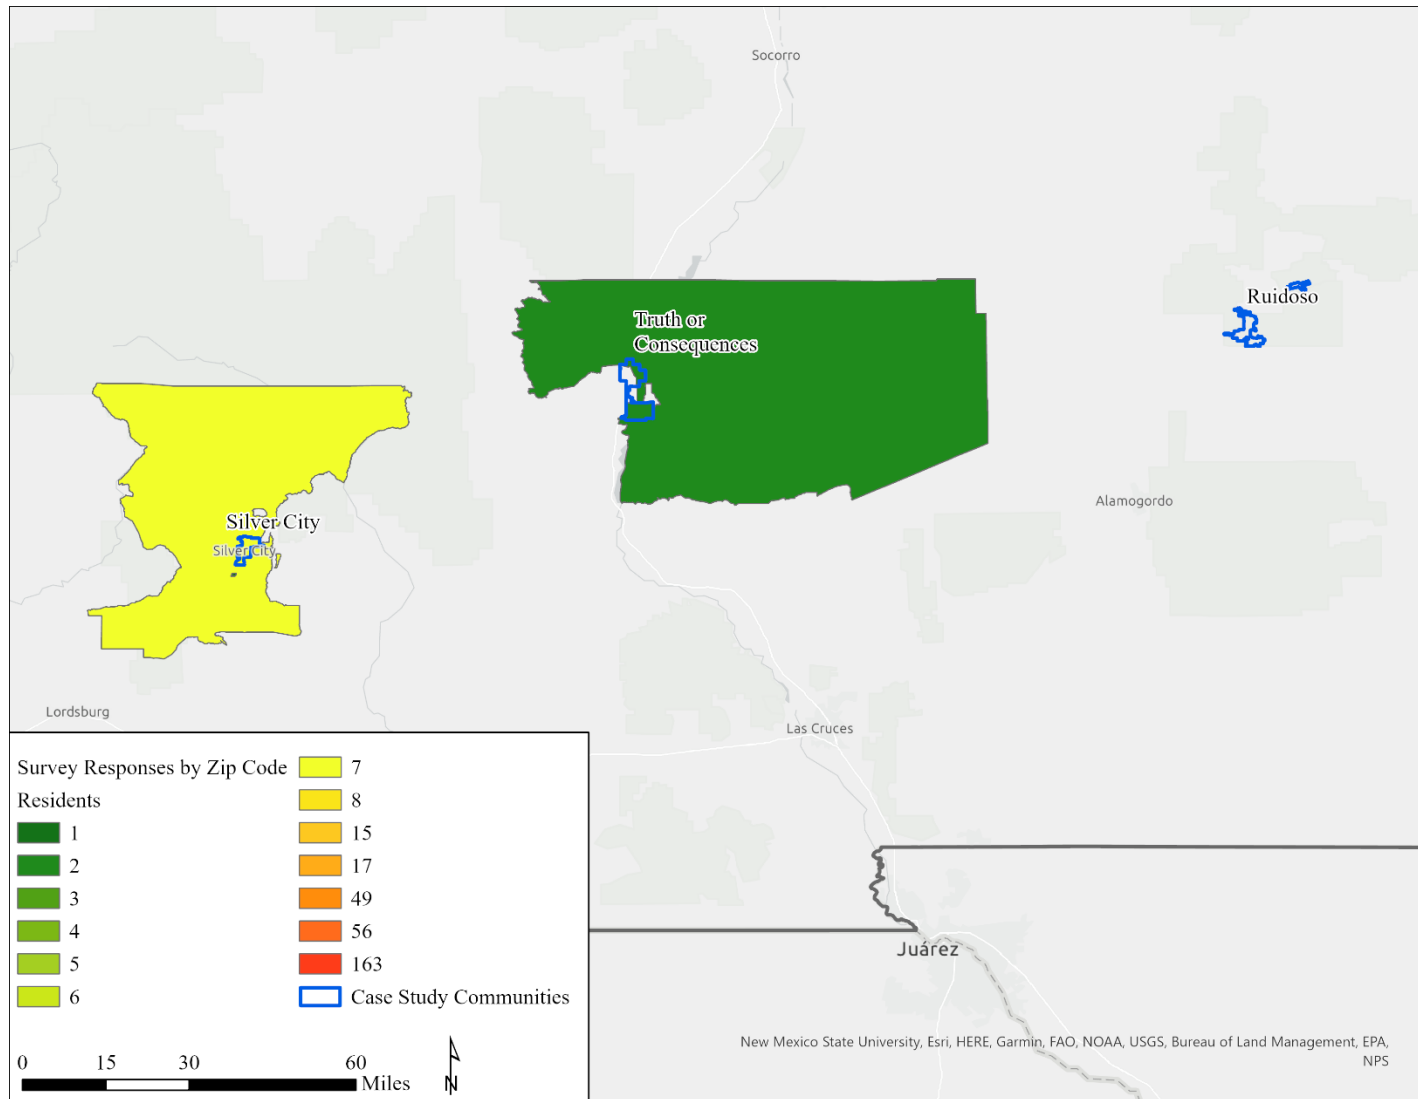 Socorro
Ruidoso
Truth or
Consequences
Alamogordo
Silver City
Silver City
Lordsburg
Las Cruces
Survey Responses by Zip Code
Residents
1
2
3
4
5
6
7
8
15
17
49
56
163
Case Study Communities
Juárez
0 15 30 60
Miles
N
New Mexico State University, Esri, HERE, Garmin, FAO, NOAA, USGS, Bureau of Land Management, EPA,
NPS